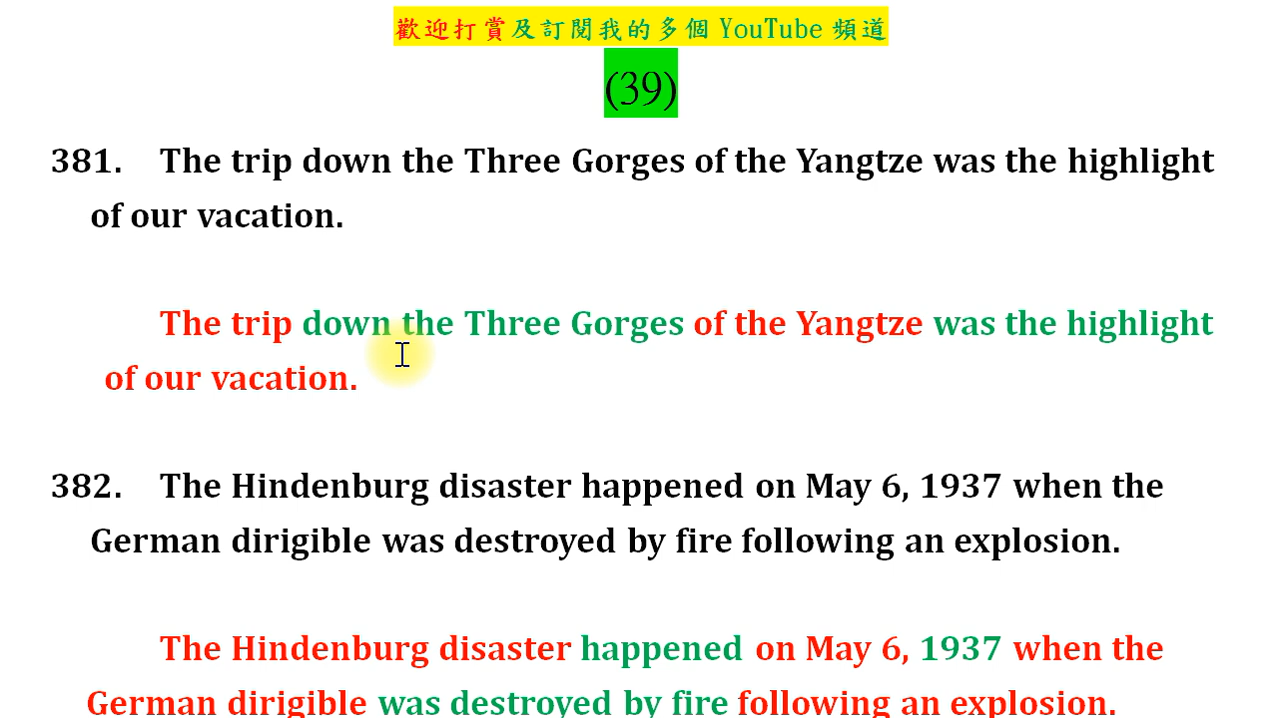 歡迎打賞及訂閱我的多個 YouTube 頻道
(39)
381. The trip down the Three Gorges of the Yangtze was the highlight
of our vacation.
The trip down the Three Gorges of the Yangtze was the highlight
of our vacation.
382. The Hindenburg disaster happened on May 6, 1937 when the
German dirigible was destroyed by fire following an explosion.
The Hindenburg disaster happened on May 6, 1937 when the
German dirigible was destroyed by fire following an explosion.